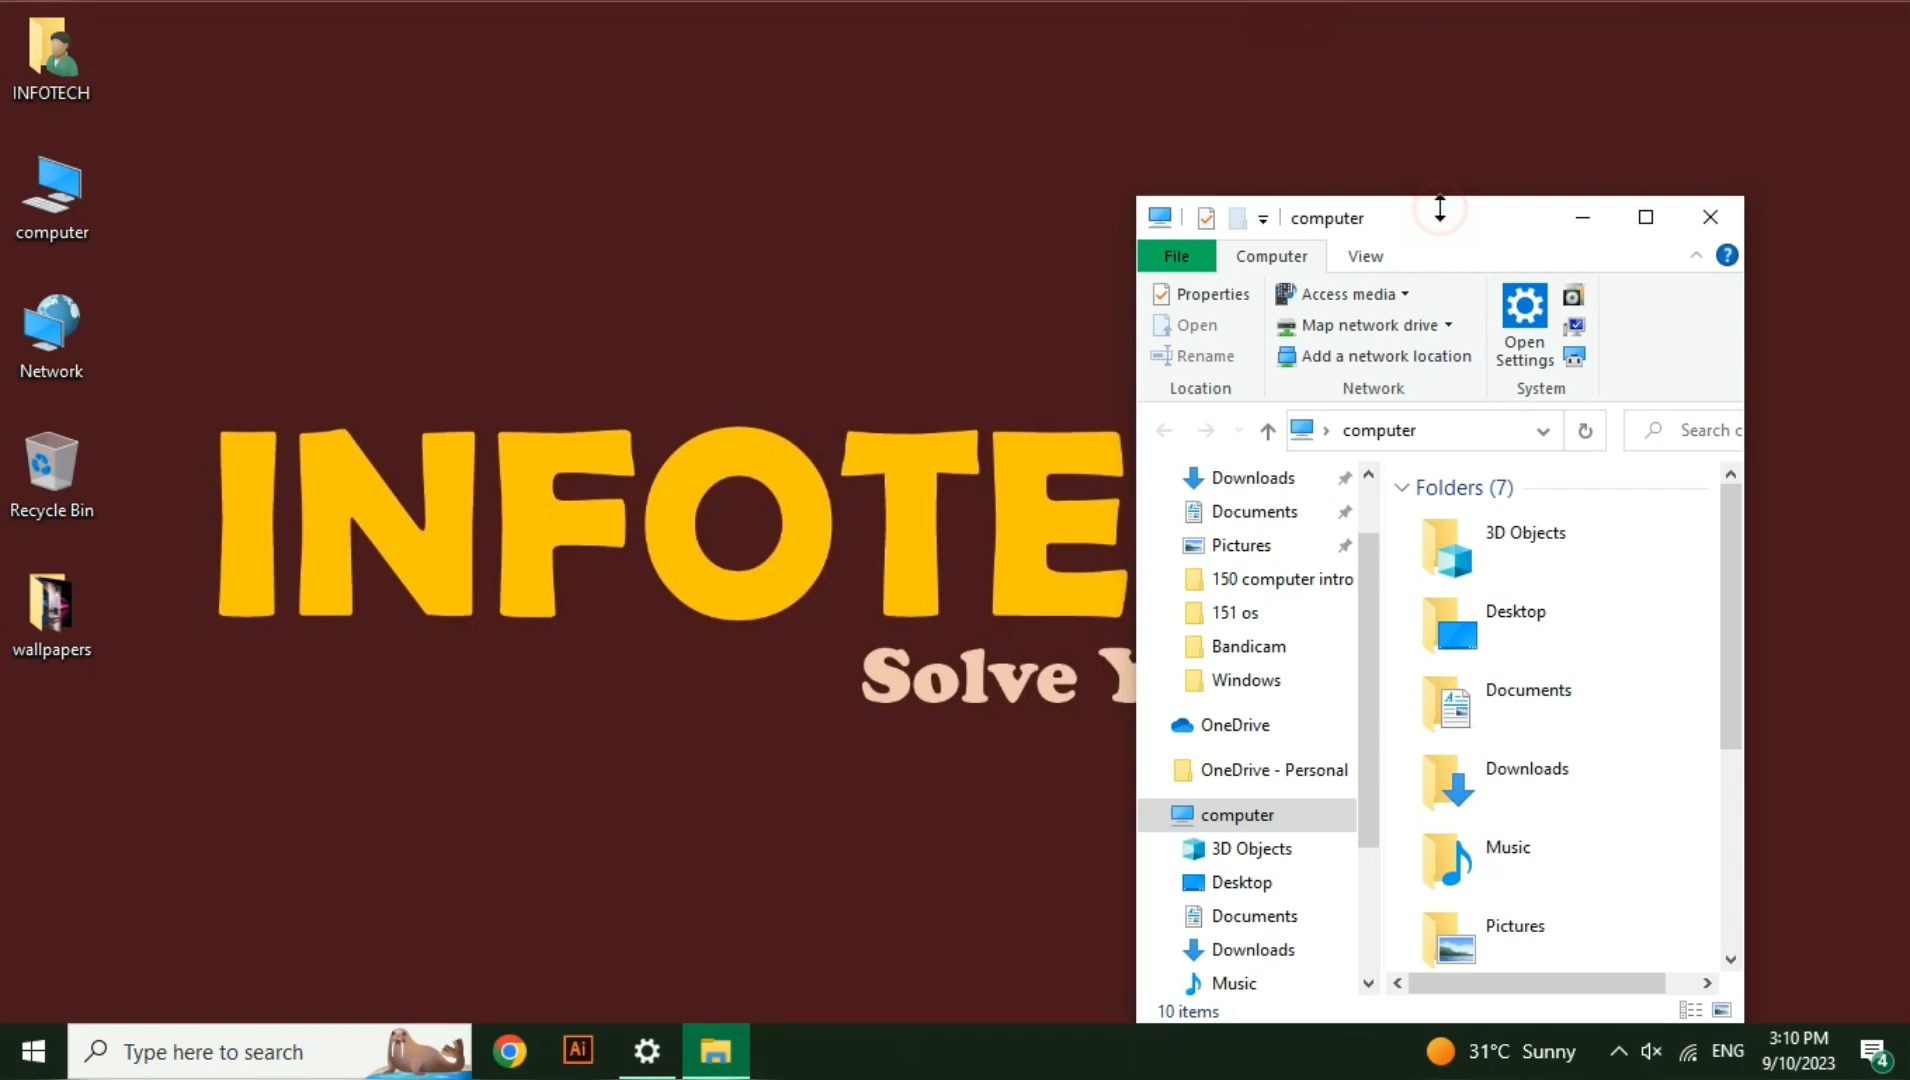 INFOTECH
computer
Network
Recycle Bin
wallpapers
INFOTE
Solve Y
computer
File Computer View
?
Properties
Open
Rename
Location
Access media
Map network drive
Add a network location
Network
Open
Settings
System
computer
Search c
Downloads
Documents
Pictures
150 computer intro
151 os
Bandicam
Windows
OneDrive
OneDrive - Personal
computer
3D Objects
Desktop
Documents
Downloads
Music
Folders (7)
3D Objects
Desktop
Documents
Downloads
Music
Pictures
10 items
Type here to search
Ai
31°C Sunny
ENG
3:10 PM
9/10/2023
4